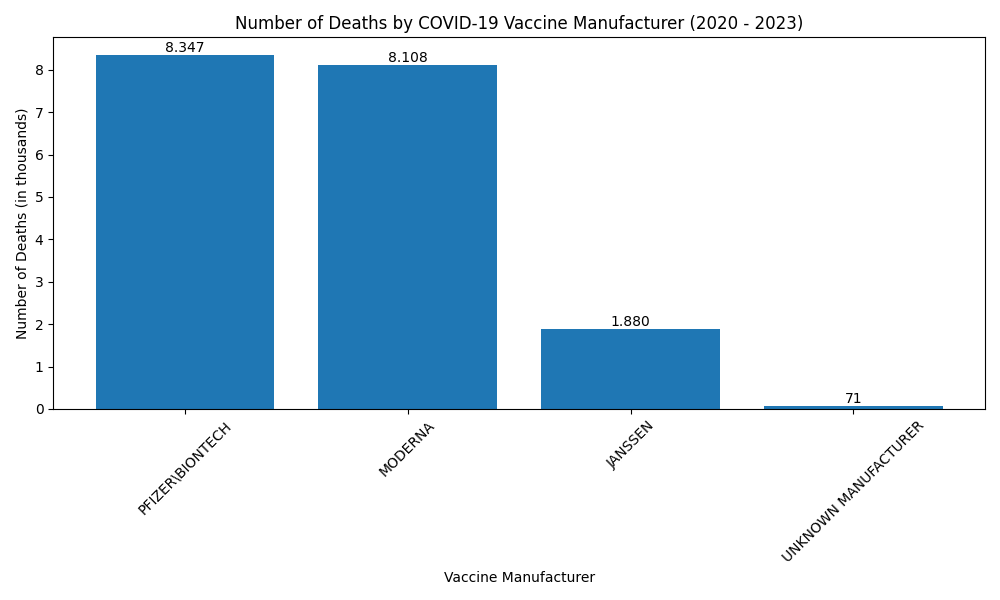 Number of Deaths by COVID-19 Vaccine Manufacturer (2020 - 2023)
Number of Deaths (in thousands)
8
7
6
5
4
3
2
1
0
8.347
8.108
1.880
71
PFIZER\BIONTECH
MODERNA
JANSSEN
UNKNOWN MANUFACTURER
Vaccine Manufacturer